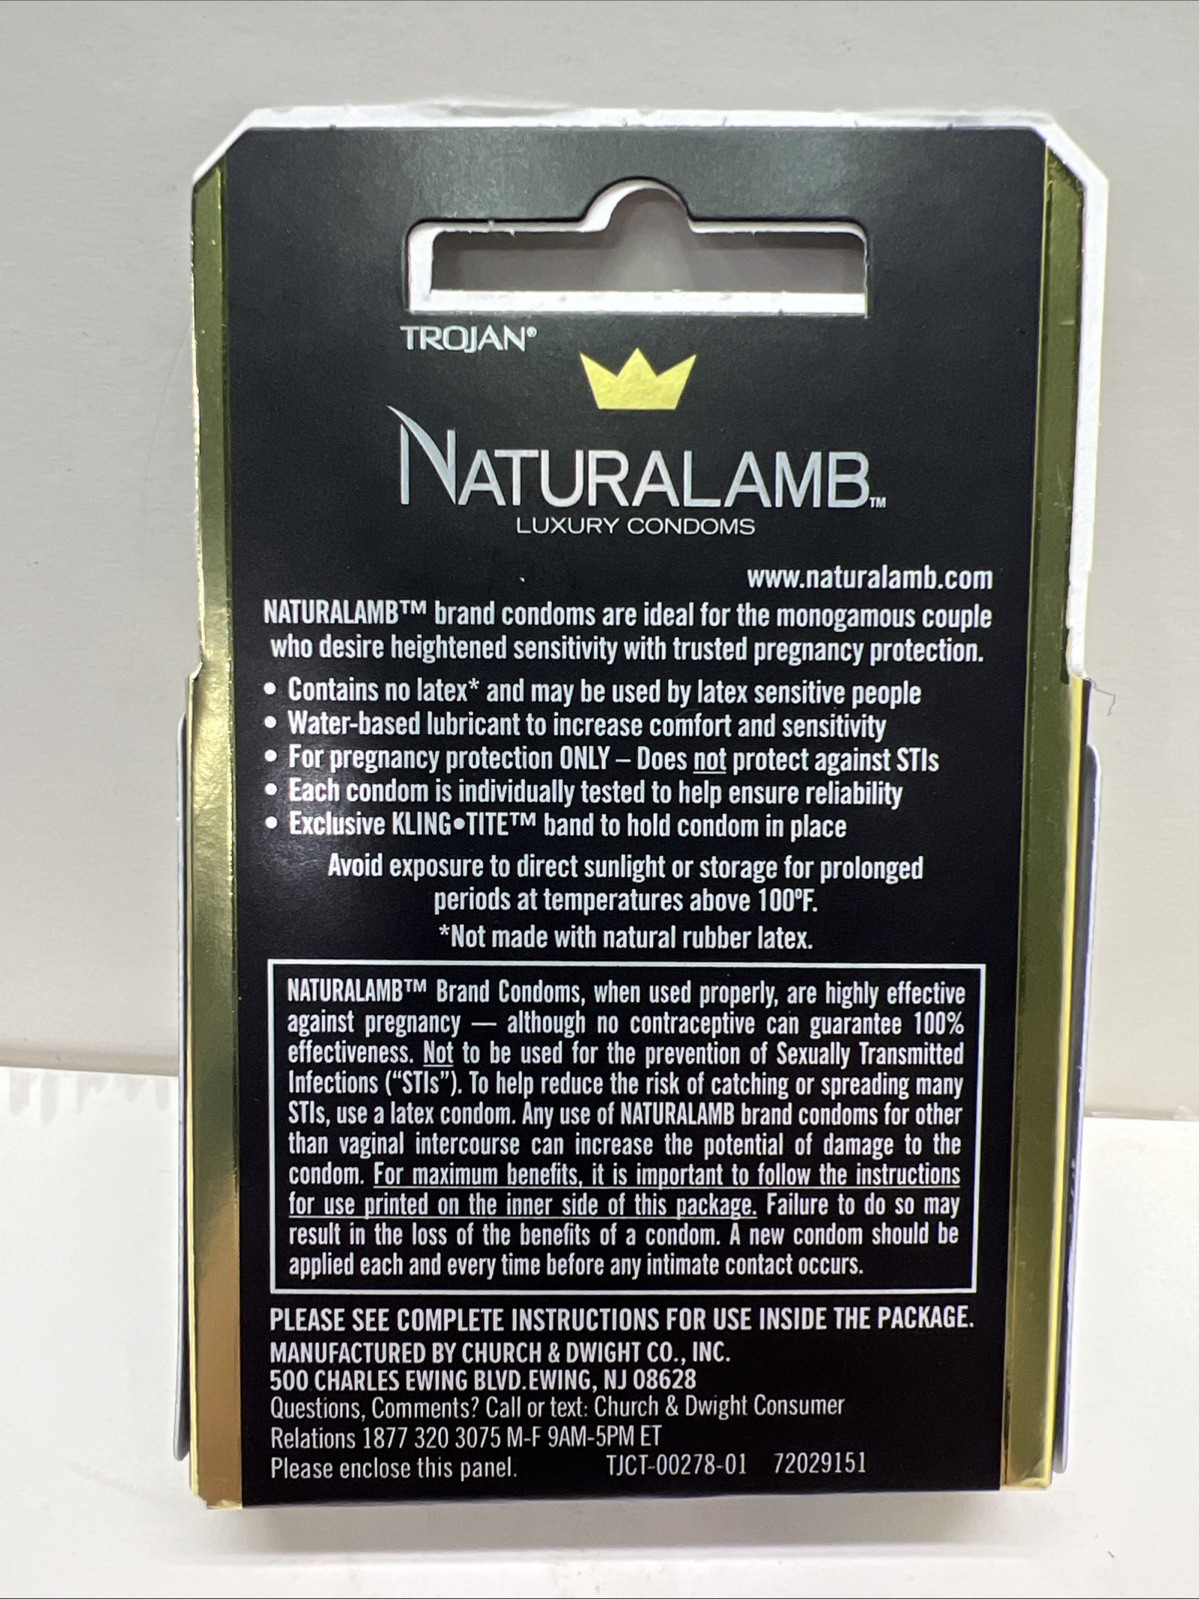 TROJAN®
NATURALAMB™
LUXURY CONDOMS
www.naturalamb.com
NATURALAMB™ brand condoms are ideal for the monogamous couple
who desire heightened sensitivity with trusted pregnancy protection.
• Contains no latex* and may be used by latex sensitive people
• Water-based lubricant to increase comfort and sensitivity
• For pregnancy protection ONLY – Does not protect against STIs
• Each condom is individually tested to help ensure reliability
• Exclusive KLING•TITE™ band to hold condom in place
Avoid exposure to direct sunlight or storage for prolonged
periods at temperatures above 100ºF.
*Not made with natural rubber latex.
NATURALAMB™ Brand Condoms, when used properly, are highly effective
against pregnancy — although no contraceptive can guarantee 100%
effectiveness. Not to be used for the prevention of Sexually Transmitted
Infections (“STIs”). To help reduce the risk of catching or spreading many
STIs, use a latex condom. Any use of NATURALAMB brand condoms for other
than vaginal intercourse can increase the potential of damage to the
condom. For maximum benefits, it is important to follow the instructions
for use printed on the inner side of this package. Failure to do so may
result in the loss of the benefits of a condom. A new condom should be
applied each and every time before any intimate contact occurs.
PLEASE SEE COMPLETE INSTRUCTIONS FOR USE INSIDE THE PACKAGE.
MANUFACTURED BY CHURCH & DWIGHT CO., INC.
500 CHARLES EWING BLVD.EWING, NJ 08628
Questions, Comments? Call or text: Church & Dwight Consumer
Relations 1877 320 3075 M-F 9AM-5PM ET
Please enclose this panel. TJCT-00278-01 72029151